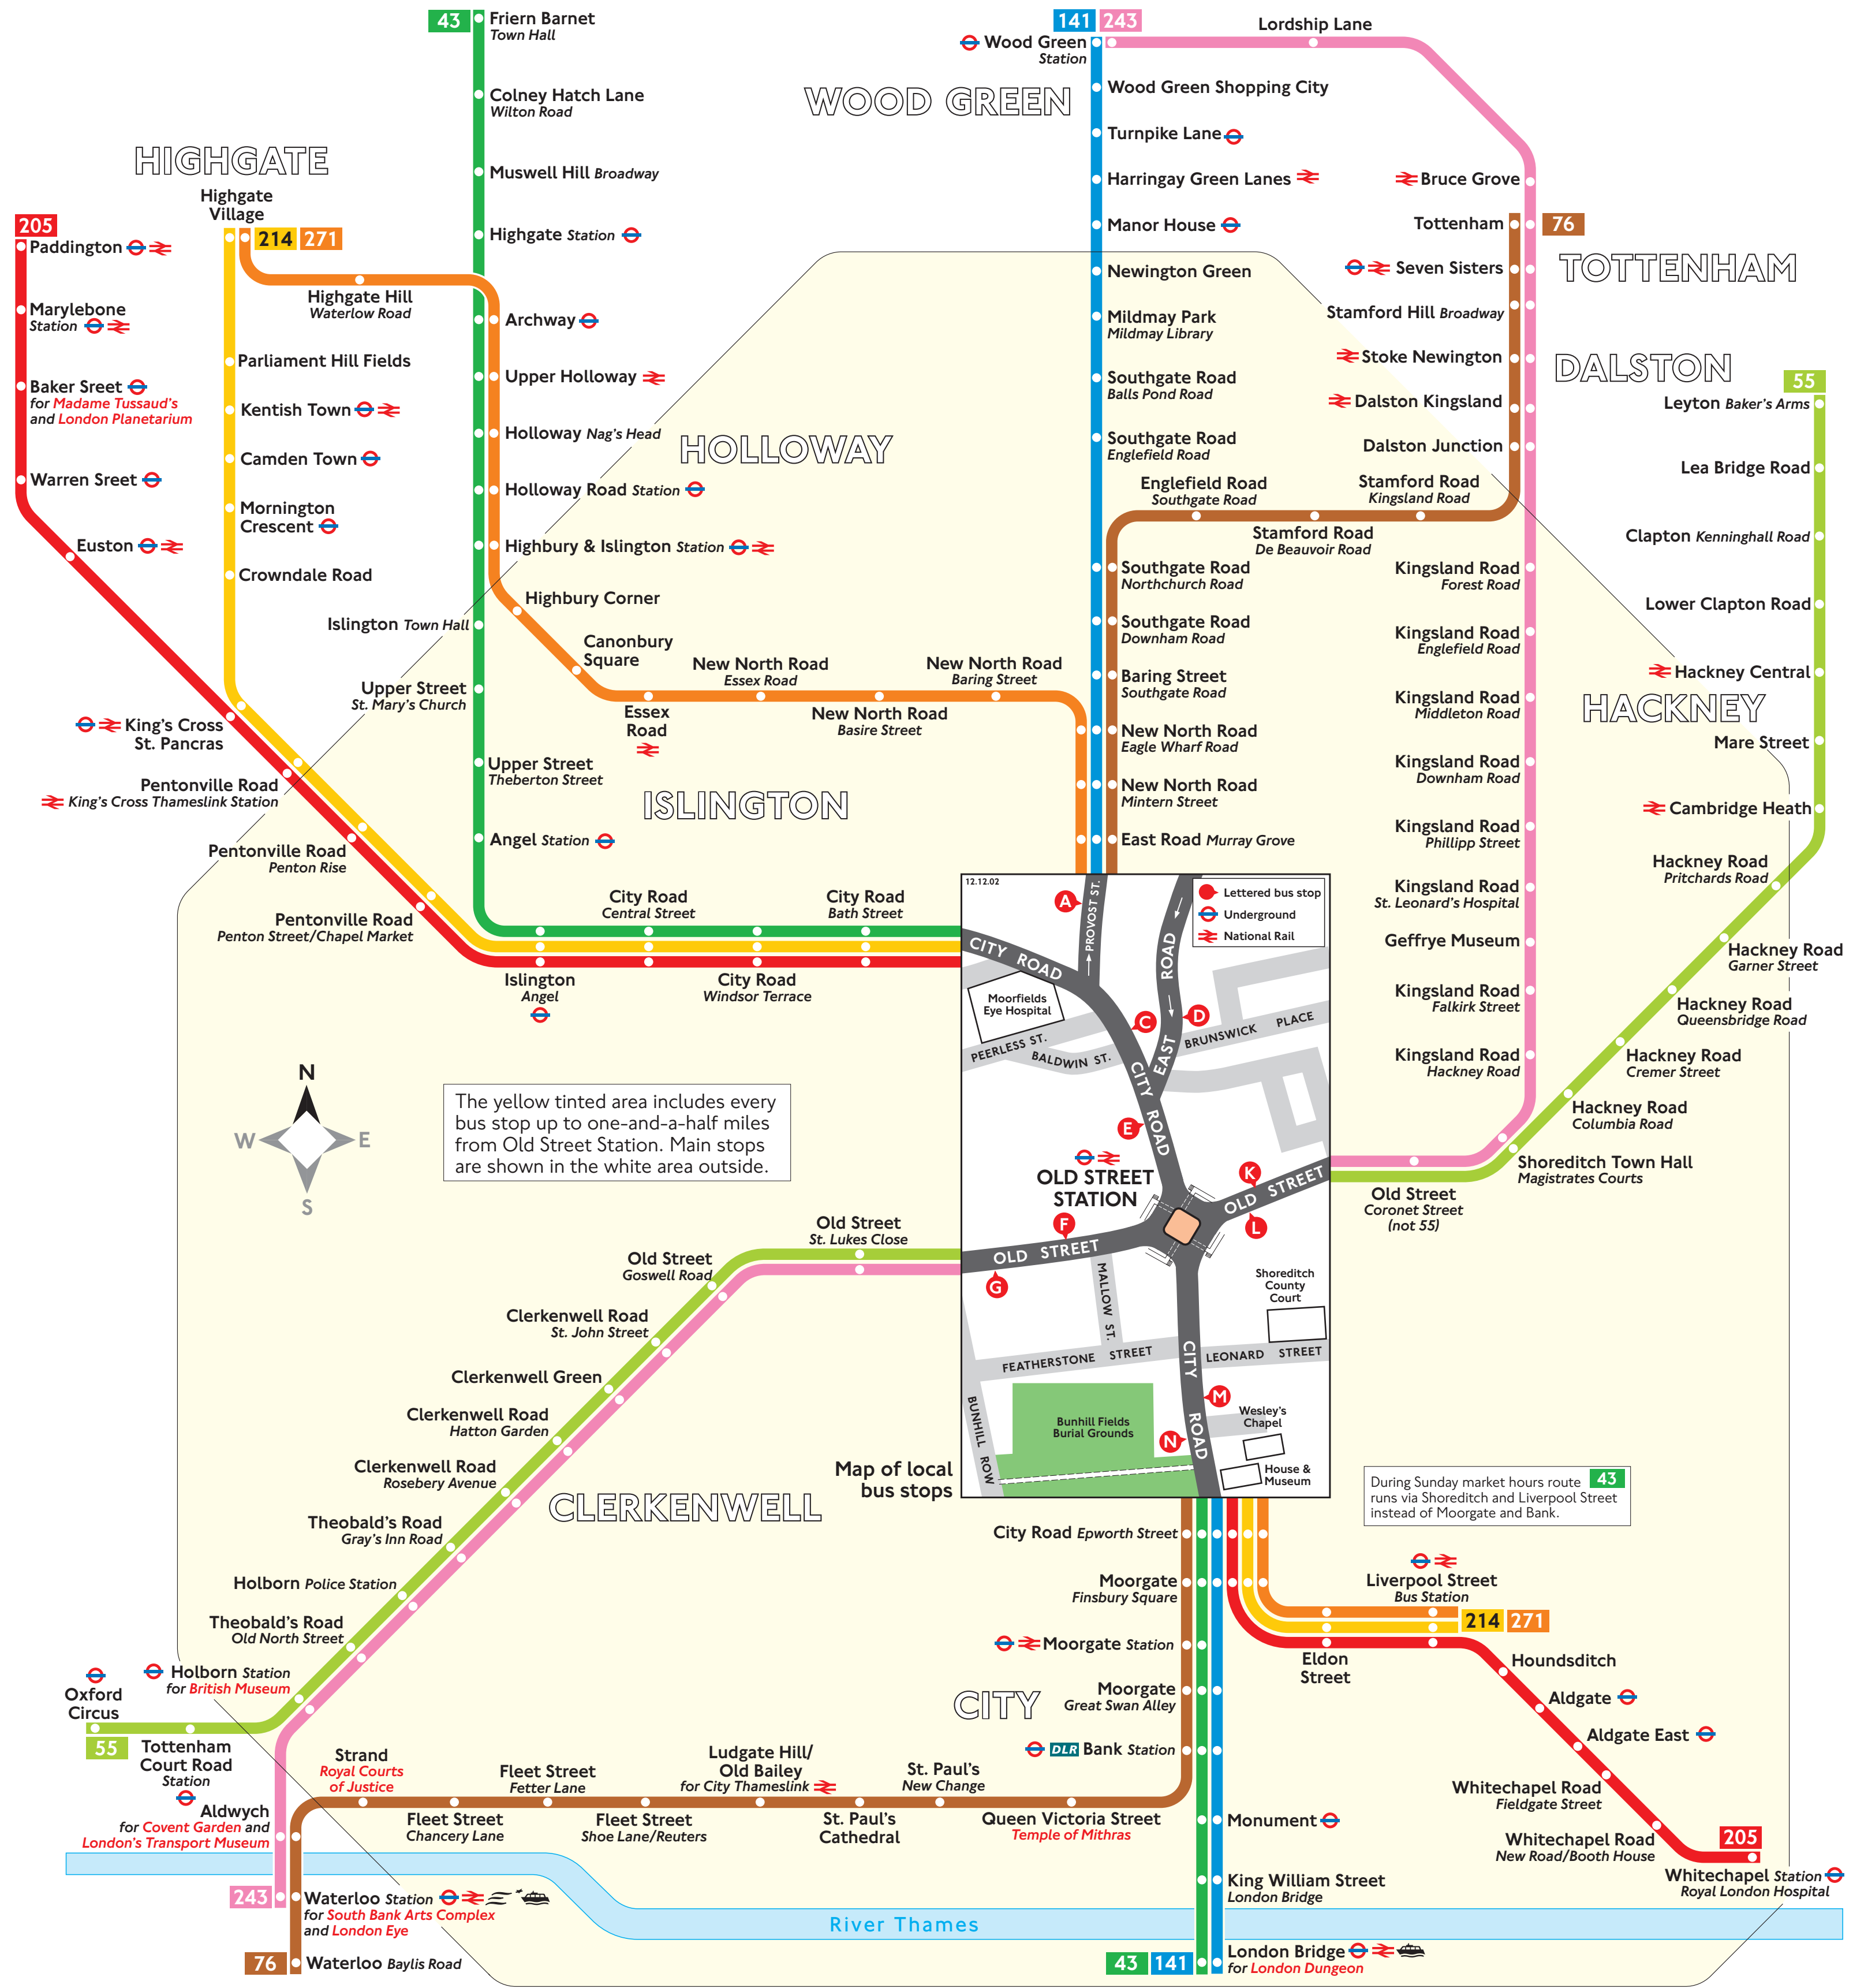 43
Friern Barnet
Town Hall
Colney Hatch Lane
Wilton Road
Muswell Hill Broadway
Highgate Station
Archway
Upper Holloway
Holloway Nag's Head
Holloway Road Station
Highbury & Islington Station
Highbury Corner
Islington Town Hall
Canonbury
Square
Upper Street
St. Mary's Church
Essex
Road
New North Road
Essex Road
New North Road
Basire Street
New North Road
Baring Street
Upper Street
Theberton Street
Angel Station
HIGHGATE
Highgate
Village
214 271
Highgate Hill
Waterlow Road
Parliament Hill Fields
Kentish Town
Camden Town
Mornington
Crescent
Crowndale Road
205
Paddington
Marylebone
Station
Baker Sreet
for Madame Tussaud's
and London Planetarium
Warren Sreet
Euston
King's Cross
St. Pancras
Pentonville Road
King's Cross Thameslink Station
Pentonville Road
Penton Rise
Pentonville Road
Penton Street/Chapel Market
City Road
Central Street
City Road
Bath Street
Islington
Angel
City Road
Windsor Terrace
HOLLOWAY
ISLINGTON
WOOD GREEN
141 243
Wood Green
Station
Lordship Lane
Wood Green Shopping City
Turnpike Lane
Harringay Green Lanes
Manor House
Newington Green
Mildmay Park
Mildmay Library
Southgate Road
Balls Pond Road
Southgate Road
Englefield Road
Southgate Road
Northchurch Road
Southgate Road
Downham Road
Baring Street
Southgate Road
New North Road
Eagle Wharf Road
New North Road
Mintern Street
East Road Murray Grove
Bruce Grove
Tottenham
76
TOTTENHAM
Seven Sisters
Stamford Hill Broadway
Stoke Newington
DALSTON
Dalston Kingsland
Dalston Junction
Englefield Road
Southgate Road
Stamford Road
Kingsland Road
Stamford Road
De Beauvoir Road
Kingsland Road
Forest Road
Kingsland Road
Englefield Road
Kingsland Road
Middleton Road
Kingsland Road
Downham Road
Kingsland Road
Phillipp Street
Kingsland Road
St. Leonard's Hospital
Geffrye Museum
Kingsland Road
Falkirk Street
Kingsland Road
Hackney Road
55
Leyton Baker's Arms
Lea Bridge Road
Clapton Kenninghall Road
Lower Clapton Road
Hackney Central
HACKNEY
Mare Street
Cambridge Heath
Hackney Road
Pritchards Road
Hackney Road
Garner Street
Hackney Road
Queensbridge Road
Hackney Road
Cremer Street
Hackney Road
Columbia Road
Shoreditch Town Hall
Magistrates Courts
Old Street
Coronet Street
(not 55)
12.12.02
Lettered bus stop
Underground
National Rail
A
PROVOST ST.
CITY ROAD
EAST ROAD
Moorfields
Eye Hospital
C
D
PEERLESS ST.
BALDWIN ST.
BRUNSWICK PLACE
CITY ROAD
E
OLD STREET
STATION
K
OLD STREET
L
F
OLD STREET
G
MALLOW ST.
Shoreditch
County
Court
FEATHERSTONE STREET
LEONARD STREET
CITY ROAD
M
N
BUNHILL ROW
Bunhill Fields
Burial Grounds
Wesley's
Chapel
House &
Museum
Map of local
bus stops
N
W
E
S
The yellow tinted area includes every
bus stop up to one-and-a-half miles
from Old Street Station. Main stops
are shown in the white area outside.
Old Street
St. Lukes Close
Old Street
Goswell Road
Clerkenwell Road
St. John Street
Clerkenwell Green
Clerkenwell Road
Hatton Garden
Clerkenwell Road
Rosebery Avenue
CLERKENWELL
Theobald's Road
Gray's Inn Road
Holborn Police Station
Theobald's Road
Old North Street
Holborn Station
for British Museum
Oxford
Circus
55
Tottenham
Court Road
Station
Aldwych
for Covent Garden and
London's Transport Museum
243
Waterloo Station
for South Bank Arts Complex
and London Eye
76
Waterloo Baylis Road
Strand
Royal Courts
of Justice
Fleet Street
Chancery Lane
Fleet Street
Fetter Lane
Fleet Street
Shoe Lane/Reuters
Ludgate Hill/
Old Bailey
for City Thameslink
St. Paul's
Cathedral
St. Paul's
New Change
Queen Victoria Street
Temple of Mithras
CITY
City Road Epworth Street
Moorgate
Finsbury Square
Moorgate Station
Moorgate
Great Swan Alley
DLR Bank Station
Monument
King William Street
London Bridge
River Thames
43 141
London Bridge
for London Dungeon
During Sunday market hours route 43
runs via Shoreditch and Liverpool Street
instead of Moorgate and Bank.
Liverpool Street
Bus Station
214 271
Eldon
Street
Houndsditch
Aldgate
Aldgate East
Whitechapel Road
Fieldgate Street
Whitechapel Road
New Road/Booth House
205
Whitechapel Station
Royal London Hospital